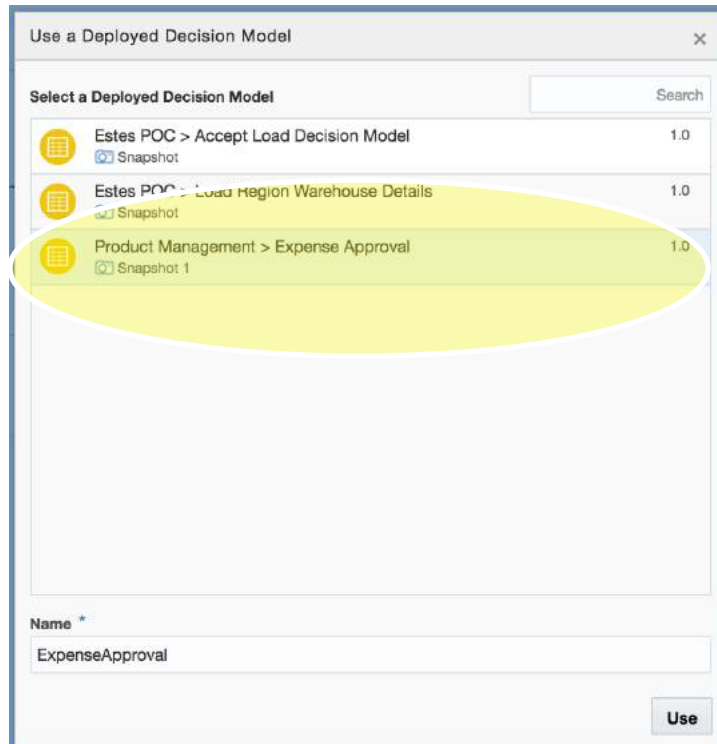 Use a Deployed Decision Model
×
Select a Deployed Decision Model
Search
Estes POC > Accept Load Decision Model 1.0
Snapshot
Estes POC > Load Region Warehouse Details 1.0
Snapshot
Product Management > Expense Approval 1.0
Snapshot 1
Name *
ExpenseApproval
Use